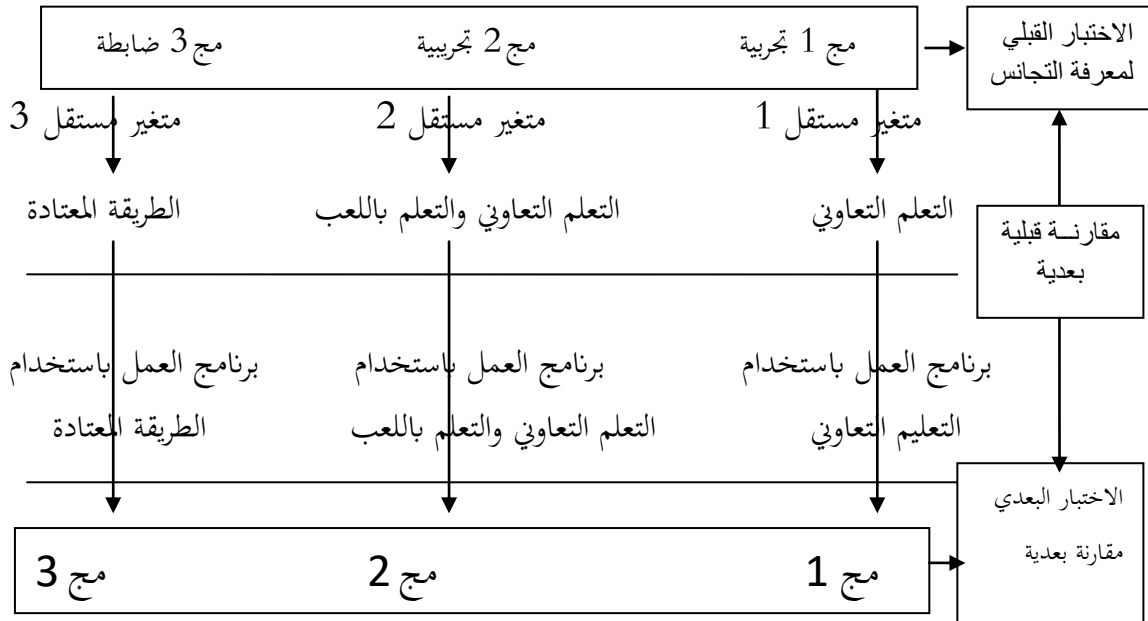 مج 1 تجريبية
مج 2 تجريبية
مج 3 ضابطة
الاختبار القبلي
لمعرفة التجانس
متغير مستقل 1
متغير مستقل 2
متغير مستقل 3
التعلم التعاوني
التعلم التعاوني والتعلم باللعب
الطريقة المعتادة
مقارنــة قبلية
بعدية
برنامج العمل باستخدام
التعليم التعاوني
برنامج العمل باستخدام
التعلم التعاوني والتعلم باللعب
برنامج العمل باستخدام
الطريقة المعتادة
الاختبار البعدي
مقارنة بعدية
مج 1
مج 2
مج 3